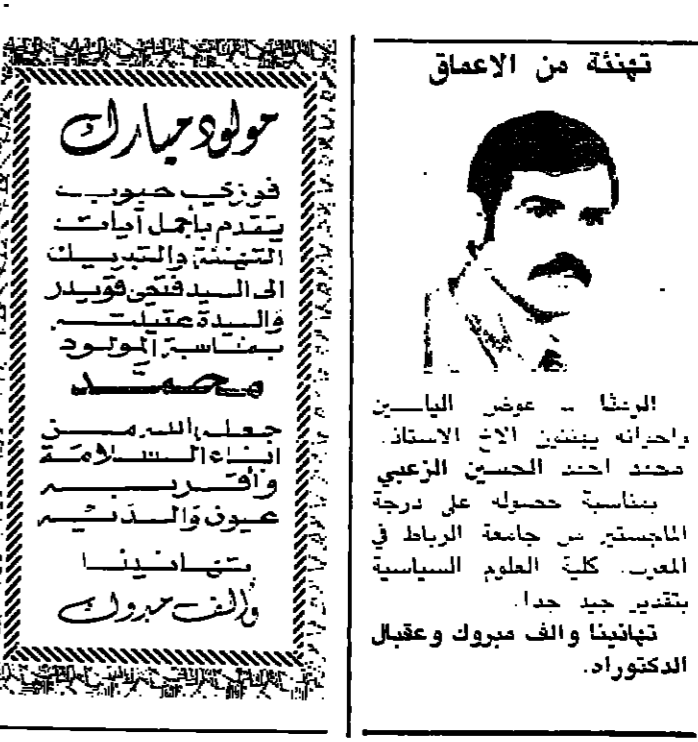 تهنئة من الاعماق
الرمثا - عوض الياسين
واخوانه يهنئون الاخ الاستاذ
محمد احمد الحسين الزعبي
بمناسبة حصوله على درجة
الماجستير من جامعة الرباط في
المغرب. كلية العلوم السياسية
بتقدير جيد جدا.
تهانينا والف مبروك وعقبال
الدكتوراه.
مولود مبارك
فوزي حبوب
يتقدم بأجمل آيات
التهنئة والتبريك
الى السيد فتحي قويدر
والسيدة عقيلته
بمناسبة المولود
محمد
جعله الله من
ابناء السلامة
وأقر به
عيون والديه
تهانينا
والف مبروك